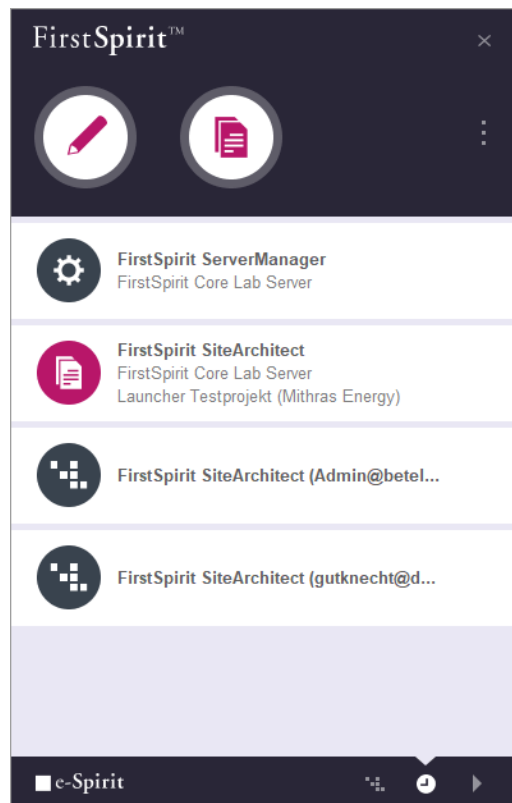 FirstSpirit™
FirstSpirit ServerManager
FirstSpirit Core Lab Server
FirstSpirit SiteArchitect
FirstSpirit Core Lab Server
Launcher Testprojekt (Mithras Energy)
FirstSpirit SiteArchitect (Admin@betel...
FirstSpirit SiteArchitect (gutknecht@d...
e-Spirit